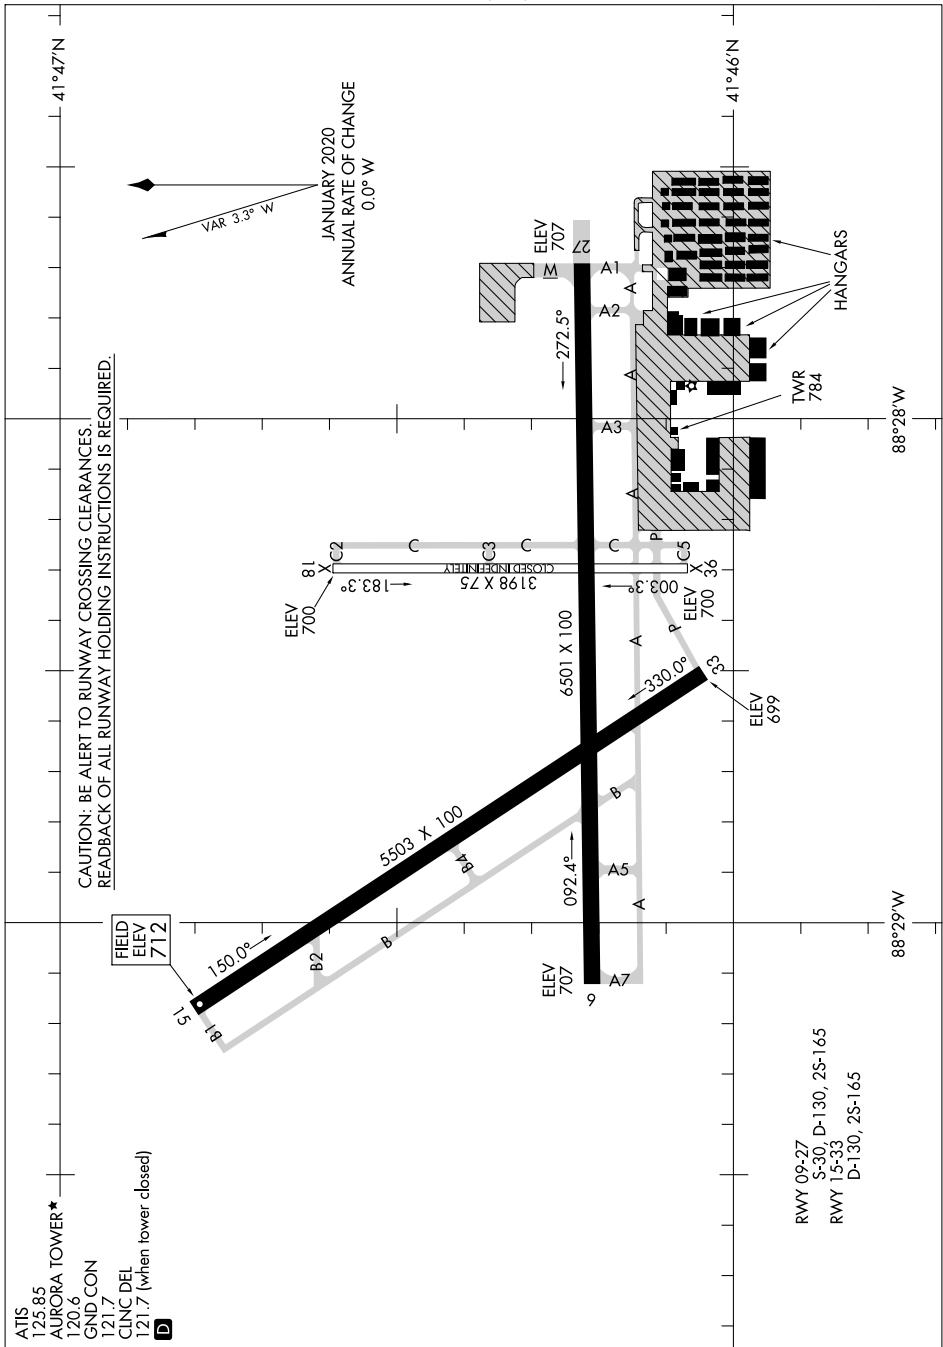 ATIS
125.85
AURORA TOWER★
120.6
GND CON
121.7
CLNC DEL
121.7 (when tower closed)
D
CAUTION: BE ALERT TO RUNWAY CROSSING CLEARANCES.
READBACK OF ALL RUNWAY HOLDING INSTRUCTIONS IS REQUIRED.
JANUARY 2020
ANNUAL RATE OF CHANGE
0.0° W
VAR 3.3° W
41°47'N
41°46'N
88°28'W
88°29'W
FIELD
ELEV
712
15
150.0°
B1
B2
B
B4
5503 X 100
B
330.0°
33
ELEV
699
ELEV
700
18
X
C2
183.3°
C
C3
C
3198 X 75
CLOSED INDEFINITELY
C
003.3°
C5
X
36
ELEV
700
P
P
ELEV
707
9
092.4°
6501 X 100
272.5°
27
ELEV
707
W
A7
A
A5
A
A
A3
A
A2
A
A1
TWR
784
HANGARS
RWY 09-27
S-30, D-130, 2S-165
RWY 15-33
D-130, 2S-165